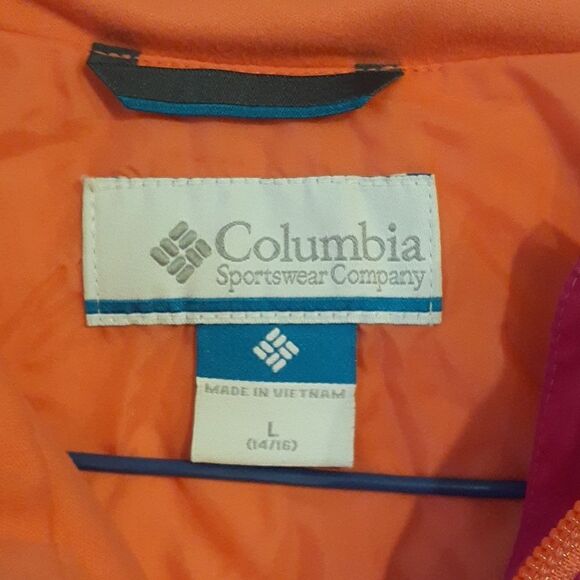 Columbia
Sportswear Company
MADE IN VIETNAM
L
(14/16)